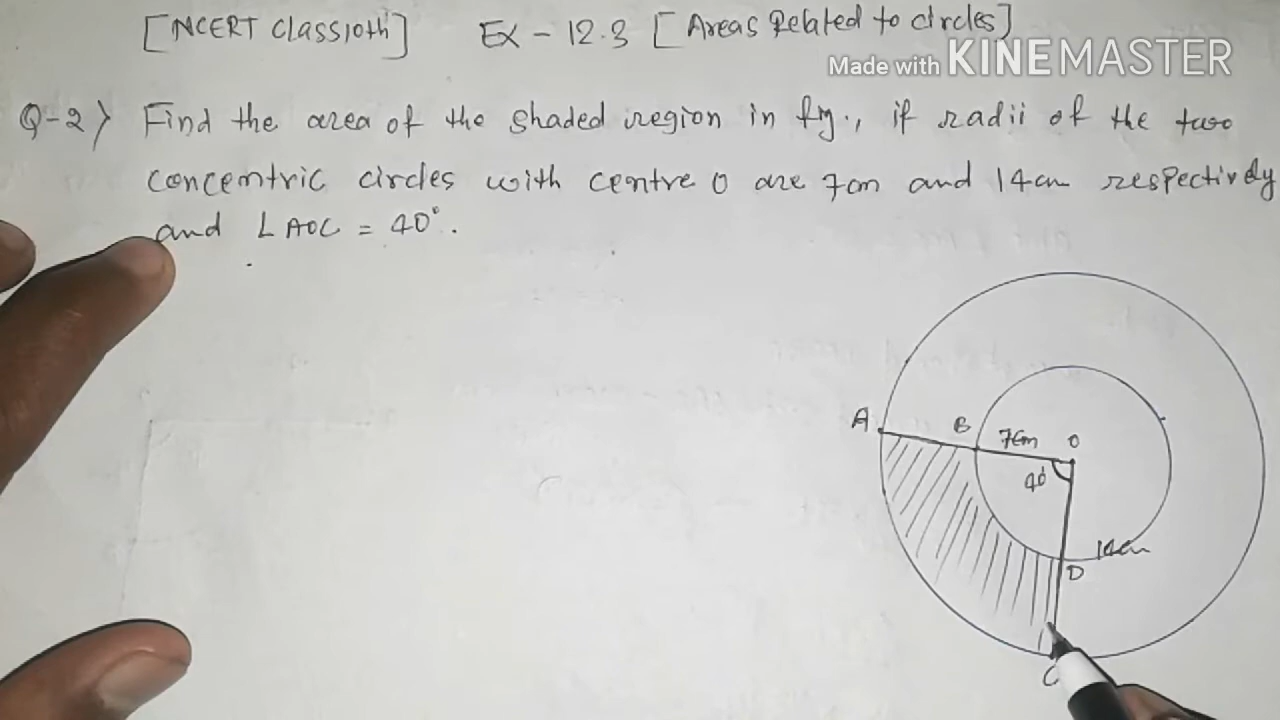 [NCERT Class10th] EX - 12.3 [Areas Related to circles]
Made with KINEMASTER
Q-2) Find the area of the shaded region in fig., if radii of the two
concentric circles with centre O are 7cm and 14cm respectively
and ∠AOC = 40°.
A B 7cm O
40°
14cm
D
C